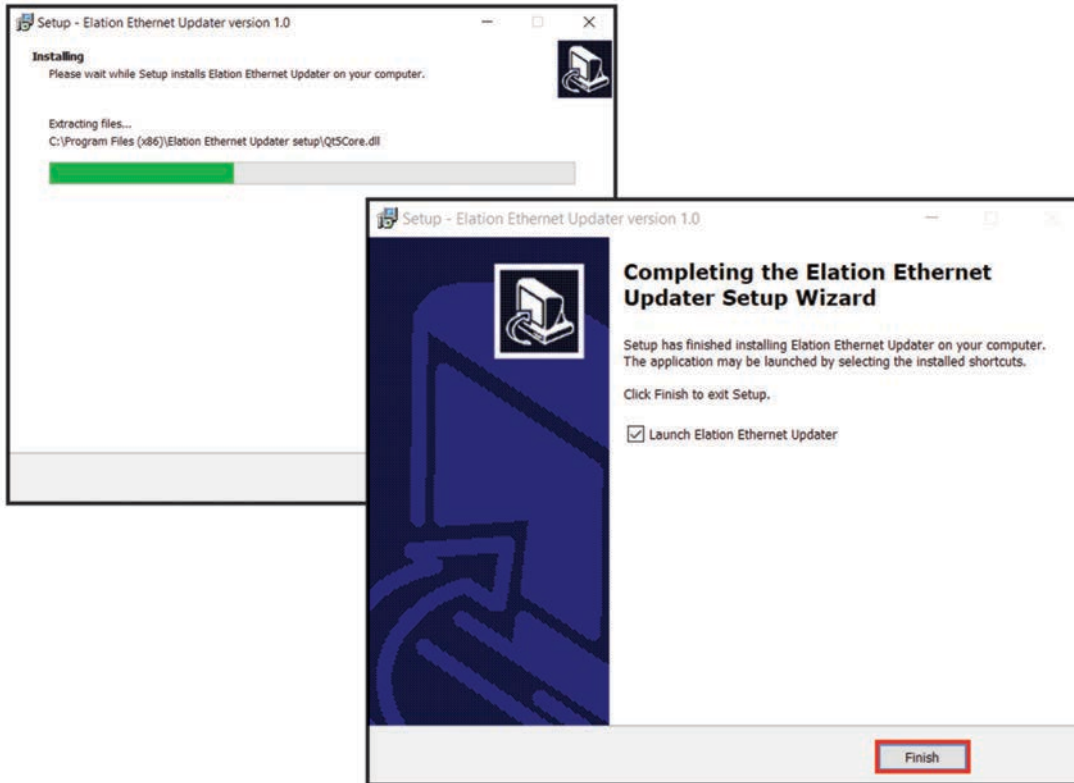 Setup - Elation Ethernet Updater version 1.0
Installing
Please wait while Setup installs Elation Ethernet Updater on your computer.
Extracting files...
C:\Program Files (x86)\Elation Ethernet Updater setup\Qt5Core.dll
Setup - Elation Ethernet Updater version 1.0
Completing the Elation Ethernet
Updater Setup Wizard
Setup has finished installing Elation Ethernet Updater on your computer.
The application may be launched by selecting the installed shortcuts.
Click Finish to exit Setup.
Launch Elation Ethernet Updater
Finish